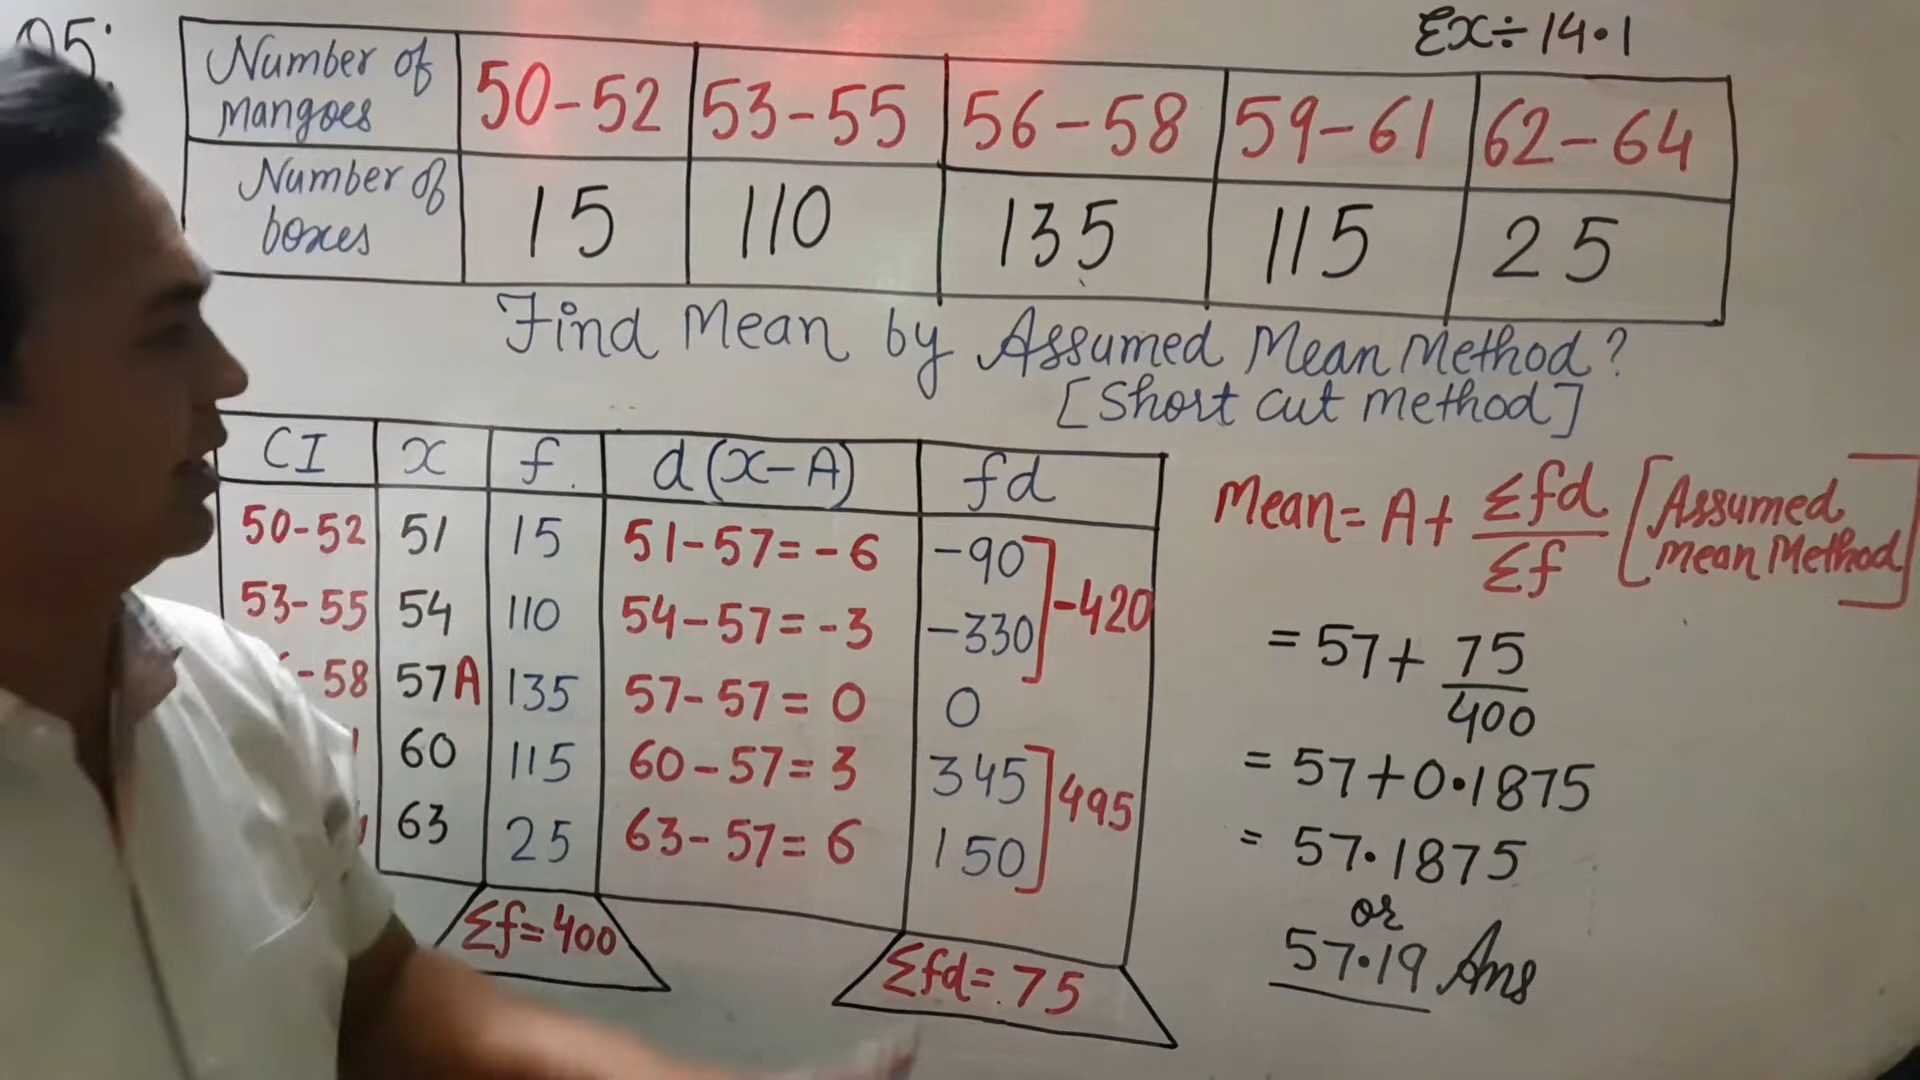 Q5:
Ex÷14.1
Number of mangoes 50-52 53-55 56-58 59-61 62-64
Number of boxes 15 110 135 115 25
Find Mean by Assumed Mean Method?
[Short cut method]
CI x f d(x-A) fd
50-52 51 15 51-57=-6 -90
53-55 54 110 54-57=-3 -330
-420
-58 57A 135 57-57=0 0
60 115 60-57=3 345
63 25 63-57=6 150
495
Σf=400
Σfd=75
Mean= A+ Σfd/Σf [Assumed mean Method]
=57+ 75/400
=57+0.1875
=57.1875
or
57.19 Ans